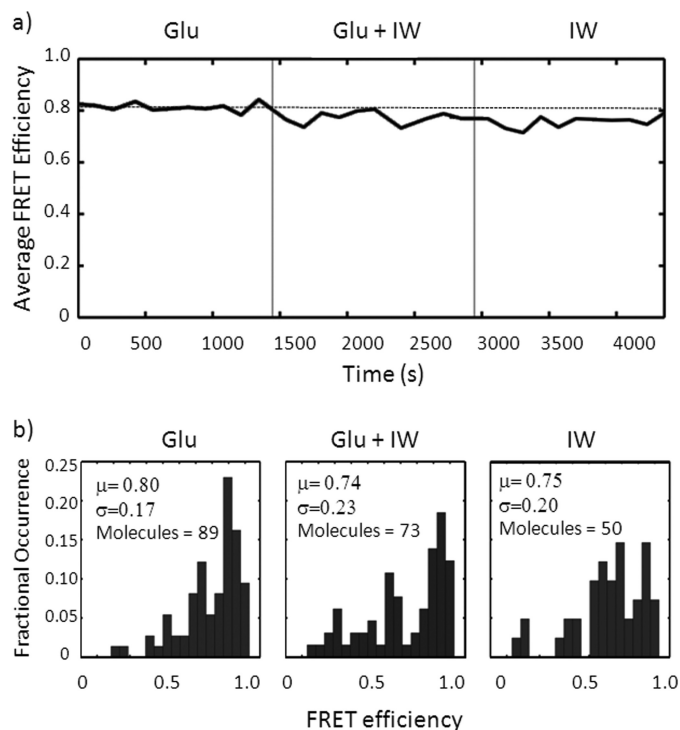 a)
Glu Glu + IW IW
Average FRET Efficiency
1.0
0.8
0.6
0.4
0.2
0
0 500 1000 1500 2000 2500 3000 3500 4000
Time (s)
b)
Glu Glu + IW IW
Fractional Occurrence
0.25
0.20
0.15
0.10
0.05
0
μ= 0.80
σ=0.17
Molecules = 89
μ= 0.74
σ=0.23
Molecules = 73
μ= 0.75
σ=0.20
Molecules = 50
0 0.5 1.0 0 0.5 1.0 0 0.5 1.0
FRET efficiency